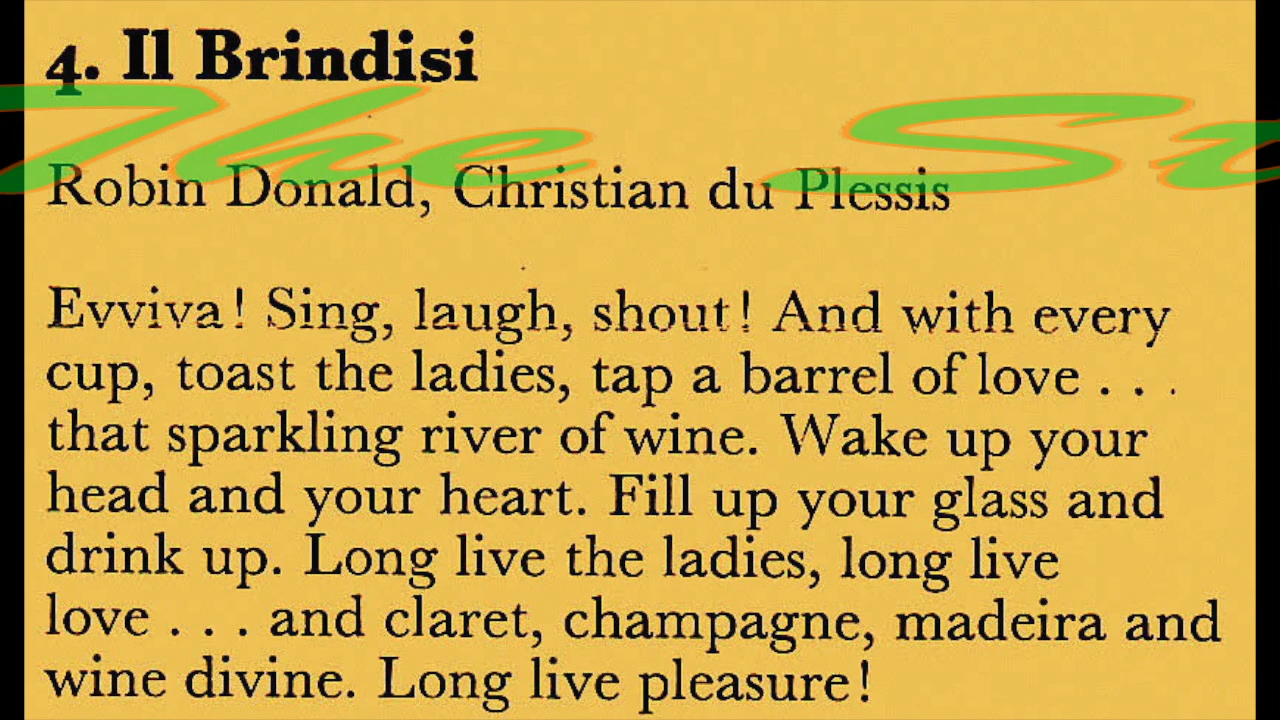 4. Il Brindisi
The
Robin Donald, Christian du Plessis
Evviva! Sing, laugh, shout! And with every
cup, toast the ladies, tap a barrel of love . . .
that sparkling river of wine. Wake up your
head and your heart. Fill up your glass and
drink up. Long live the ladies, long live
love . . . and claret, champagne, madeira and
wine divine. Long live pleasure!